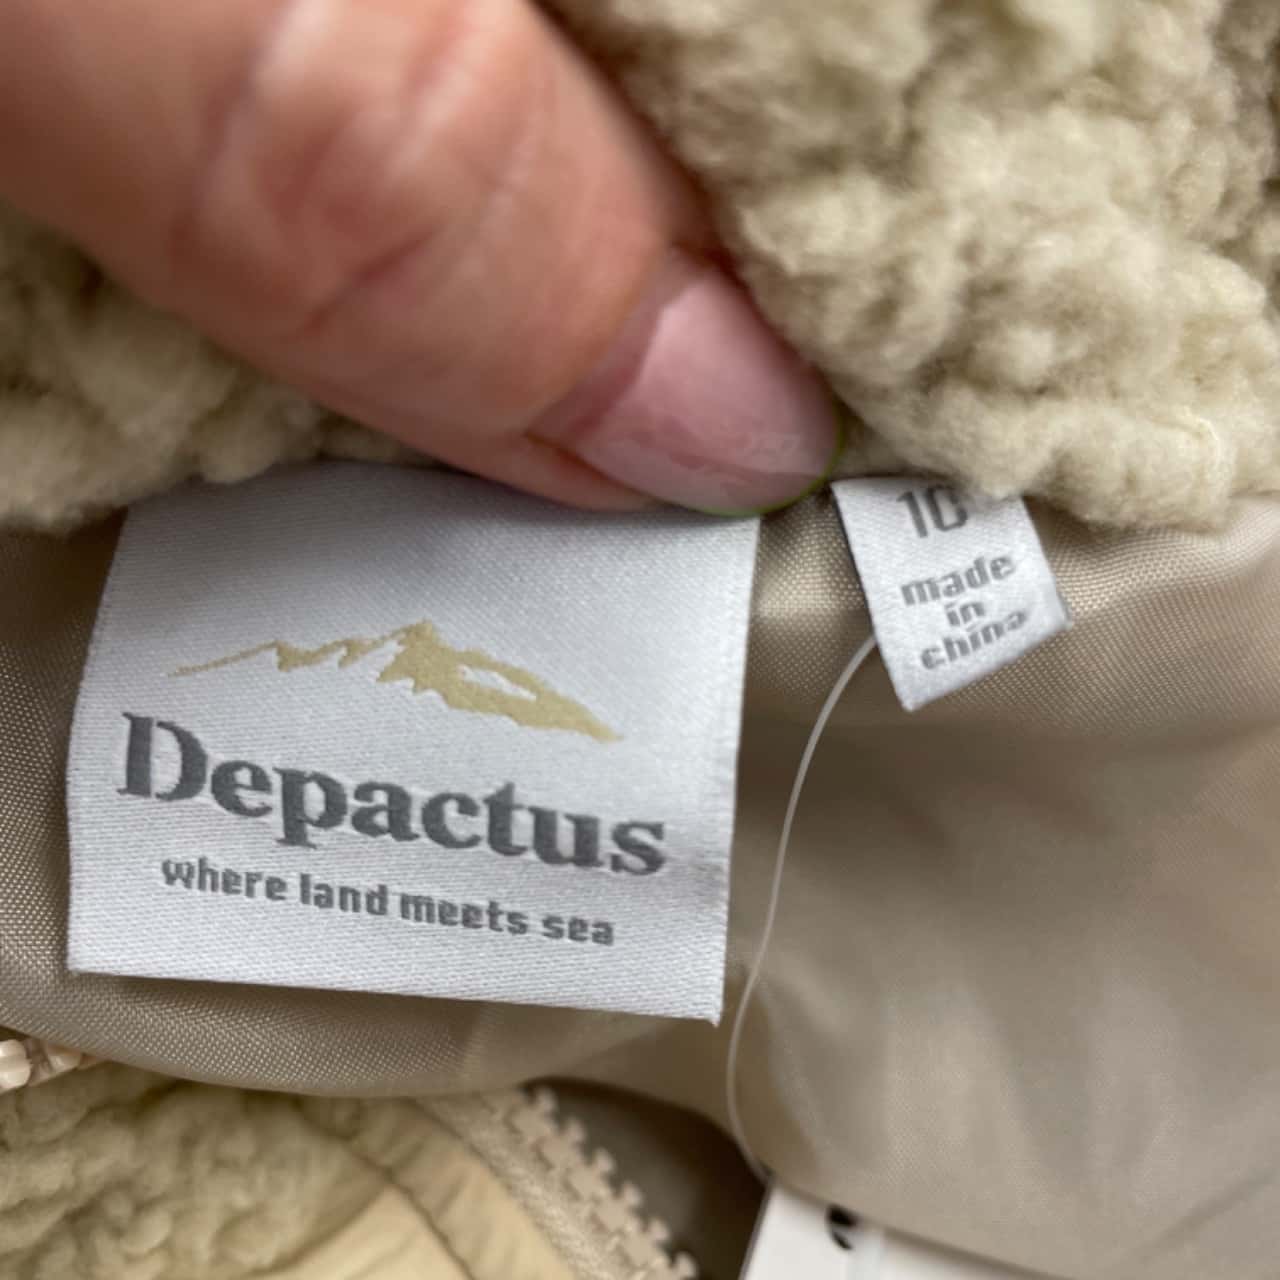 Depactus
where land meets sea
10
made
in
china